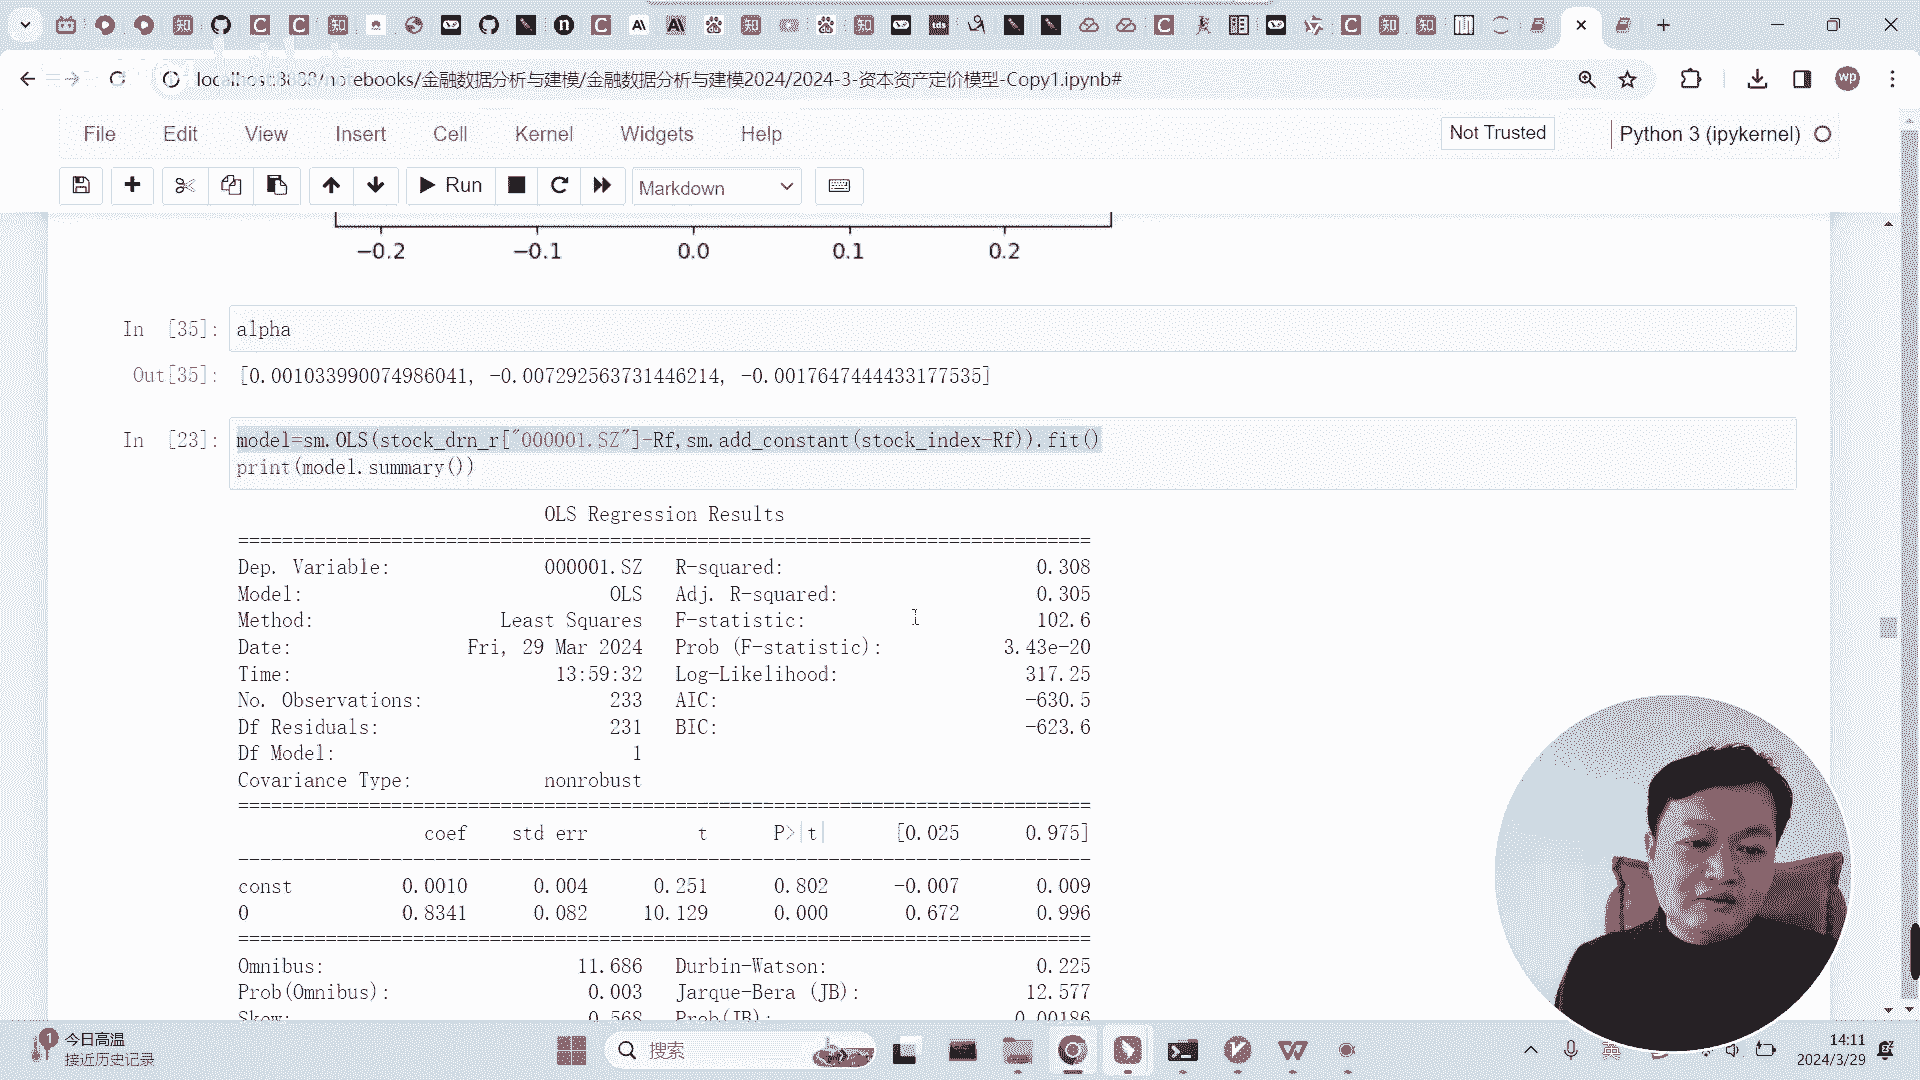 localhost:8888/notebooks/金融数据分析与建模/金融数据分析与建模2024/2024-3-资本资产定价模型-Copy1.ipynb#
wp
File Edit View Insert Cell Kernel Widgets Help
Not Trusted Python 3 (ipykernel)
Run Markdown
−0.2 −0.1 0.0 0.1 0.2
In [35]: alpha
Out[35]: [0.001033990074986041, -0.007292563731446214, -0.0017647444433177535]
In [23]: model=sm.OLS(stock_drn_r["000001.SZ"]-Rf,sm.add_constant(stock_index-Rf)).fit()
print(model.summary())
OLS Regression Results
==============================================================================
Dep. Variable: 000001.SZ R-squared: 0.308
Model: OLS Adj. R-squared: 0.305
Method: Least Squares F-statistic: 102.6
Date: Fri, 29 Mar 2024 Prob (F-statistic): 3.43e-20
Time: 13:59:32 Log-Likelihood: 317.25
No. Observations: 233 AIC: -630.5
Df Residuals: 231 BIC: -623.6
Df Model: 1
Covariance Type: nonrobust
==============================================================================
coef std err t P>|t| [0.025 0.975]
------------------------------------------------------------------------------
const 0.0010 0.004 0.251 0.802 -0.007 0.009
0 0.8341 0.082 10.129 0.000 0.672 0.996
==============================================================================
Omnibus: 11.686 Durbin-Watson: 0.225
Prob(Omnibus): 0.003 Jarque-Bera (JB): 12.577
Skew: 0.568 Prob(JB): 0.00186
1 今日高温
接近历史记录
搜索
英
14:11
2024/3/29